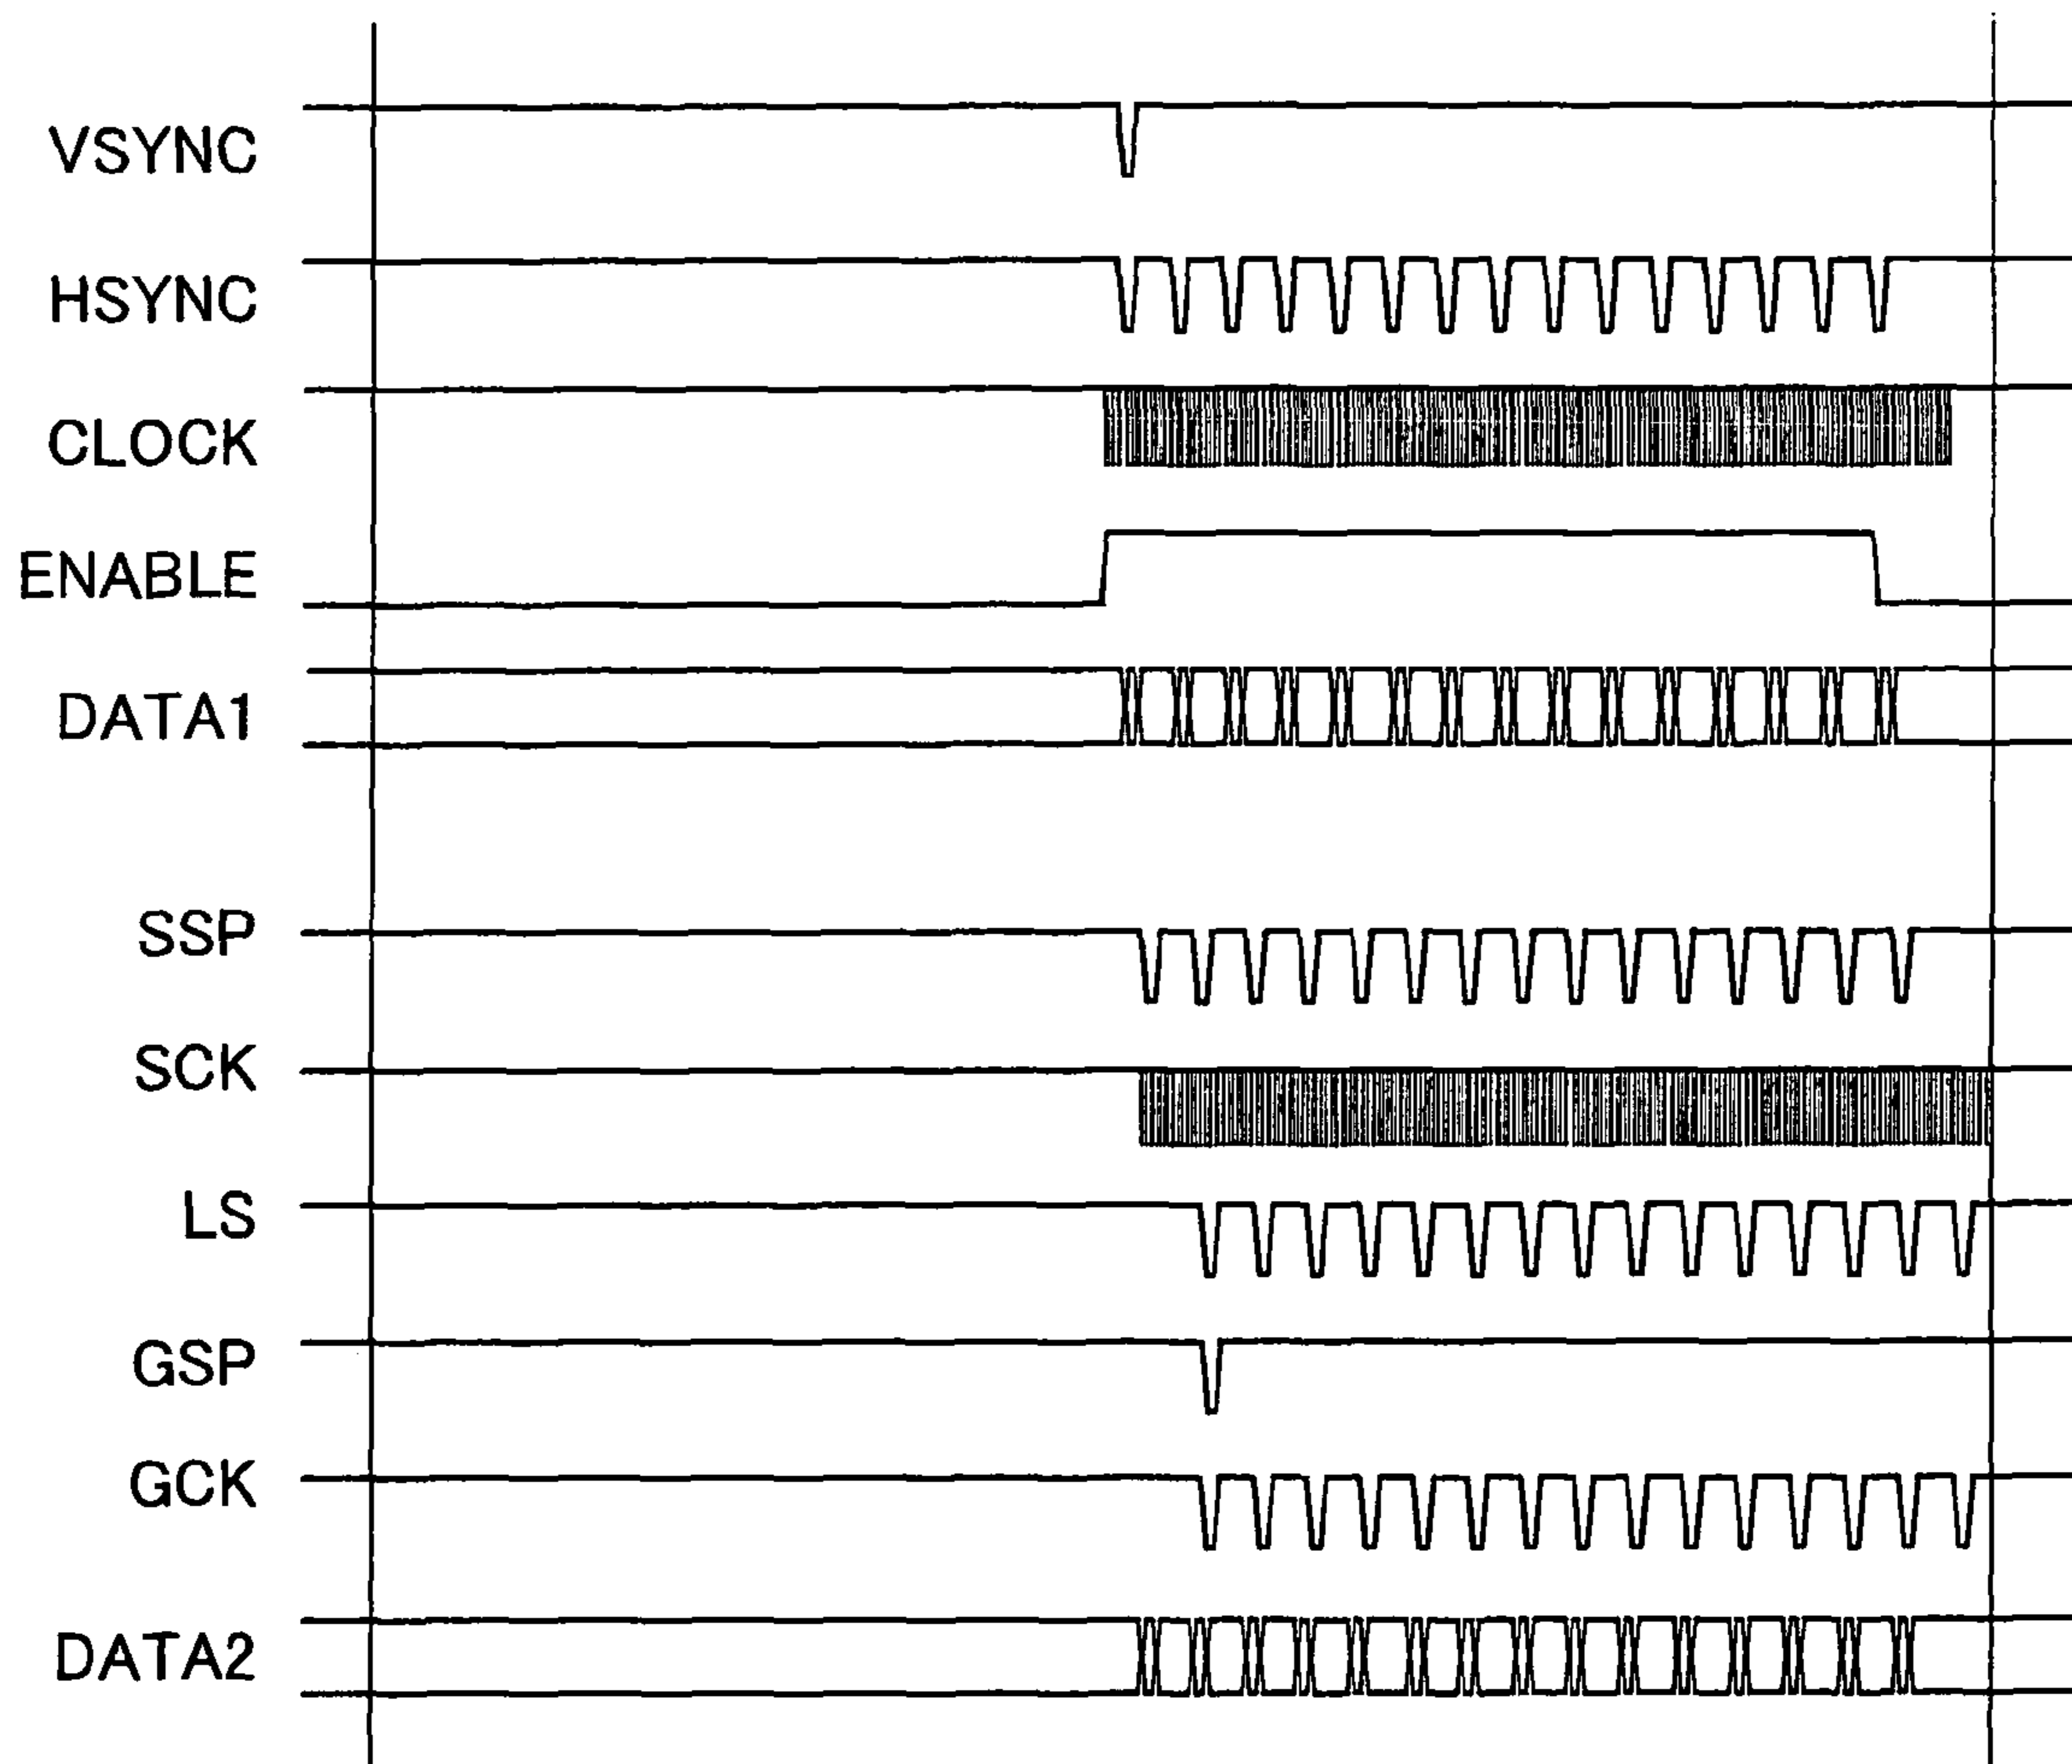 VSYNC
HSYNC
CLOCK
ENABLE
DATA1
SSP
SCK
LS
GSP
GCK
DATA2